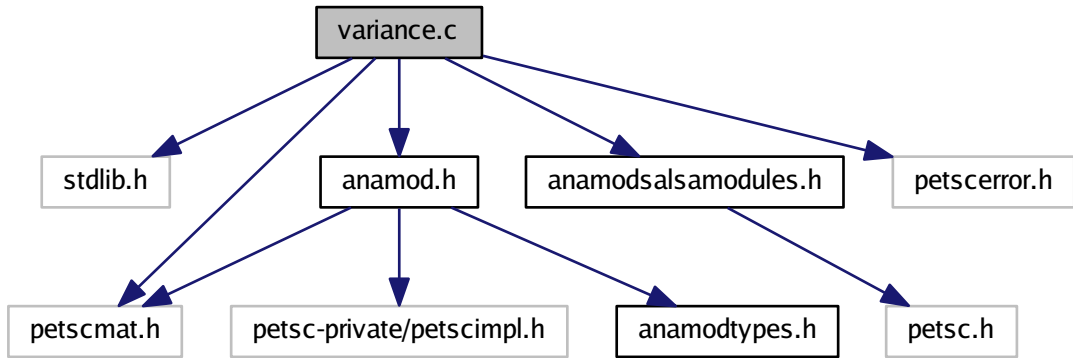 variance.c
stdlib.h
anamod.h
anamodsalsamodules.h
petscerror.h
petscmat.h
petsc-private/petscimpl.h
anamodtypes.h
petsc.h